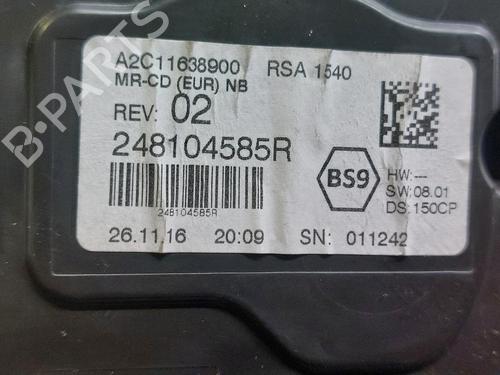 A2C11638900 RSA 1540
MR-CD (EUR) NB
REV: 02
248104585R
248104585R
BS9
HW:---
SW:08.01
DS:150CP
26.11.16 20:09 SN: 011242
B-PARTS